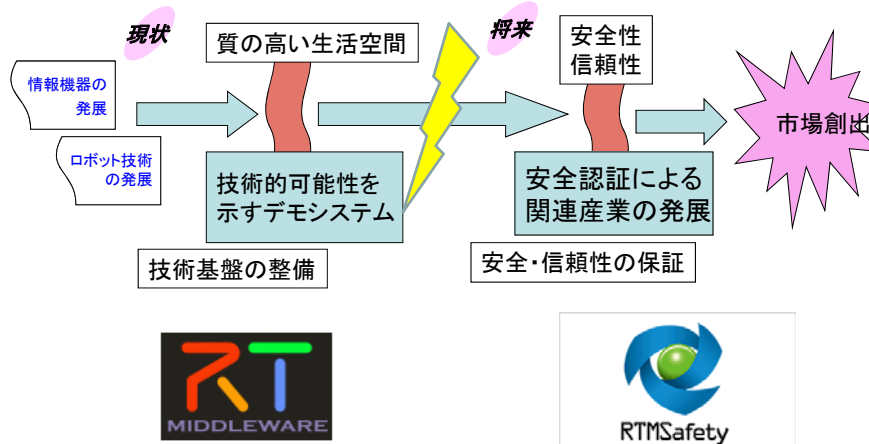 現状
質の高い生活空間
将来
安全性
信頼性
情報機器の
発展
市場創出
ロボット技術
の発展
技術的可能性を
示すデモシステム
安全認証による
関連産業の発展
技術基盤の整備
安全・信頼性の保証
RT
MIDDLEWARE
RTMSafety